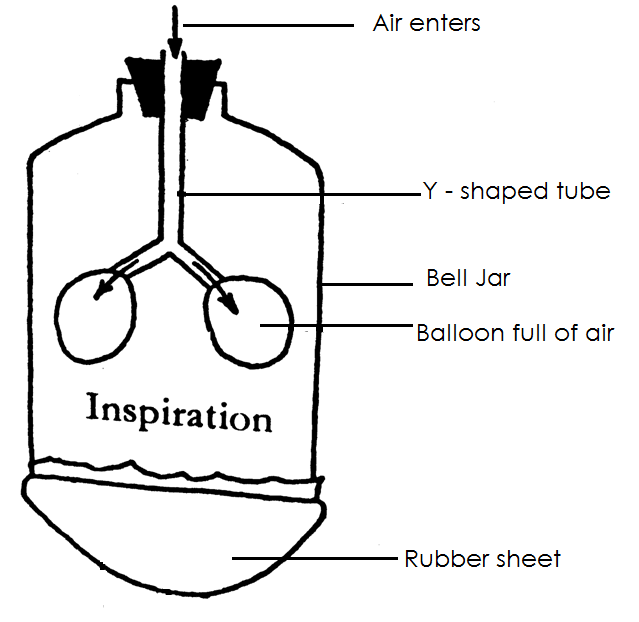 Air enters
Y - shaped tube
Bell Jar
Balloon full of air
Inspiration
Rubber sheet